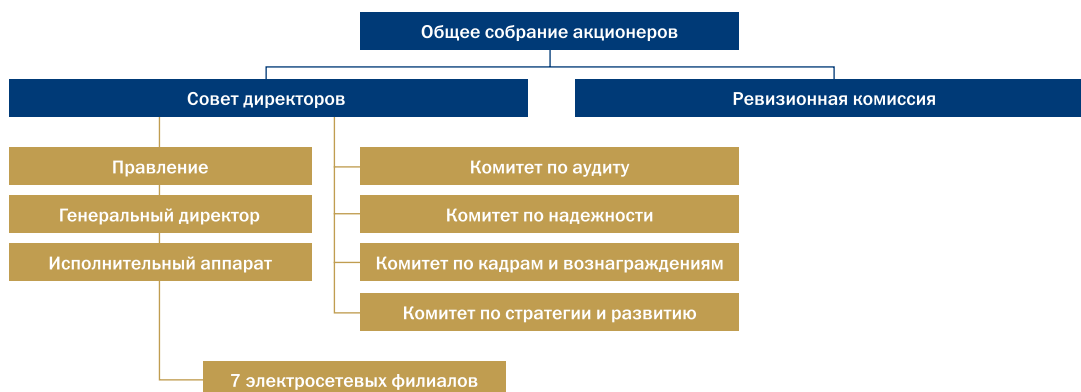 Общее собрание акционеров
Совет директоров
Ревизионная комиссия
Правление
Генеральный директор
Исполнительный аппарат
Комитет по аудиту
Комитет по надежности
Комитет по кадрам и вознаграждениям
Комитет по стратегии и развитию
7 электросетевых филиалов